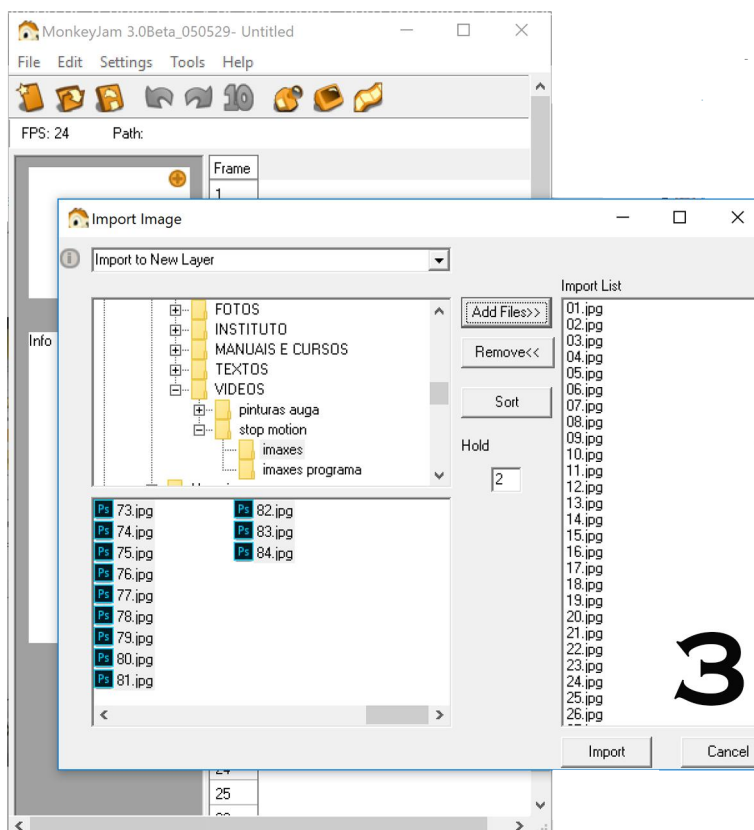 MonkeyJam 3.0Beta_050529- Untitled
File Edit Settings Tools Help
10
FPS: 24 Path:
Frame
1
Import Image
Import to New Layer
Import List
FOTOS
INSTITUTO
MANUAIS E CURSOS
TEXTOS
VIDEOS
pinturas auga
stop motion
imaxes
imaxes programa
Add Files>>
Remove<<
Sort
Hold
2
Info
73.jpg
74.jpg
75.jpg
76.jpg
77.jpg
78.jpg
79.jpg
80.jpg
81.jpg
82.jpg
83.jpg
84.jpg
01.jpg
02.jpg
03.jpg
04.jpg
05.jpg
06.jpg
07.jpg
08.jpg
09.jpg
10.jpg
11.jpg
12.jpg
13.jpg
14.jpg
15.jpg
16.jpg
17.jpg
18.jpg
19.jpg
20.jpg
21.jpg
22.jpg
23.jpg
24.jpg
25.jpg
26.jpg
3
Import Cancel
24
25